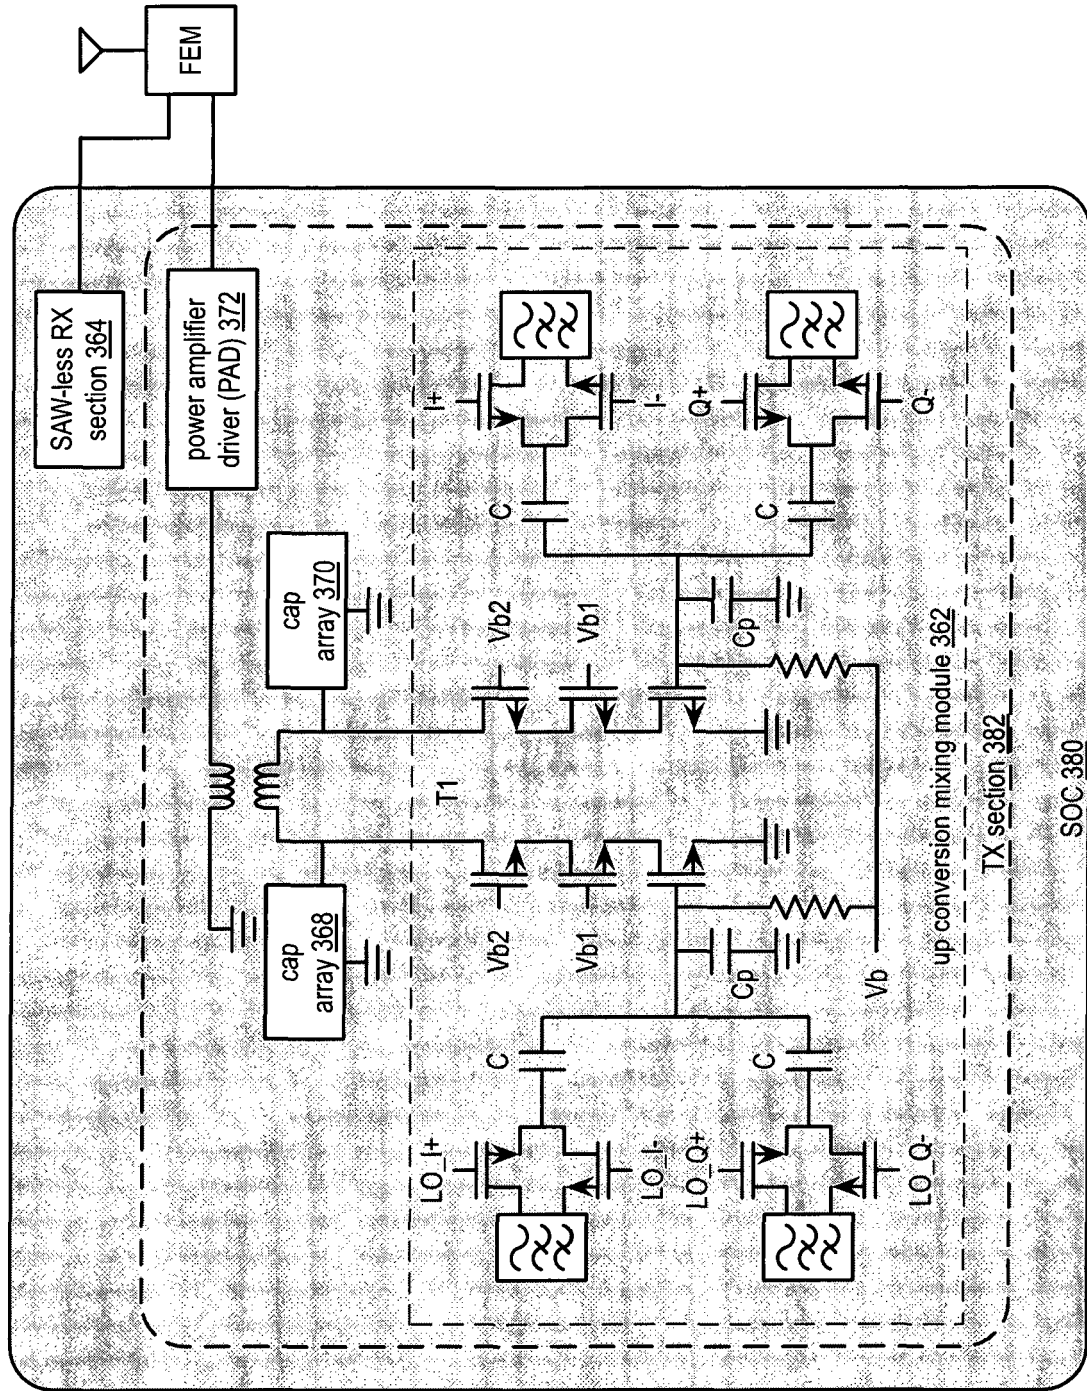 FEM
SAW-less RX
section 364
power amplifier
driver (PAD) 372
cap
array 370
cap
array 368
T1
Vb2
Vb1
Vb2
Vb1
C
C
C
C
Cp
Cp
Vb
I+
I-
Q+
Q-
LO_I+
LO_I-
LO_Q+
LO_Q-
up conversion mixing module 362
TX section 382
SOC 380